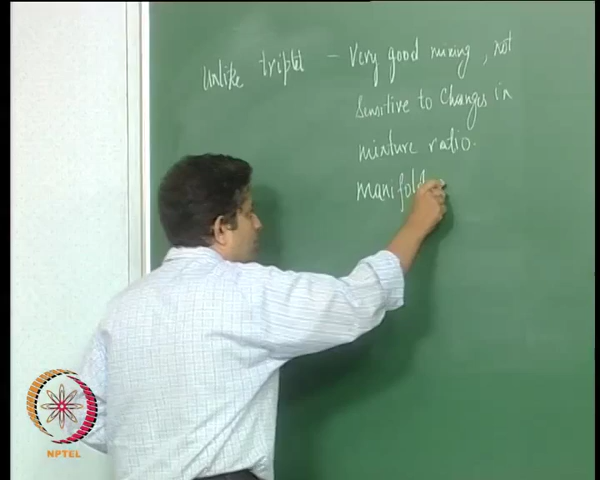 Unlike triplet - Very good mixing, not
Sensitive to changes in
mixture ratio.
manifold
NPTEL